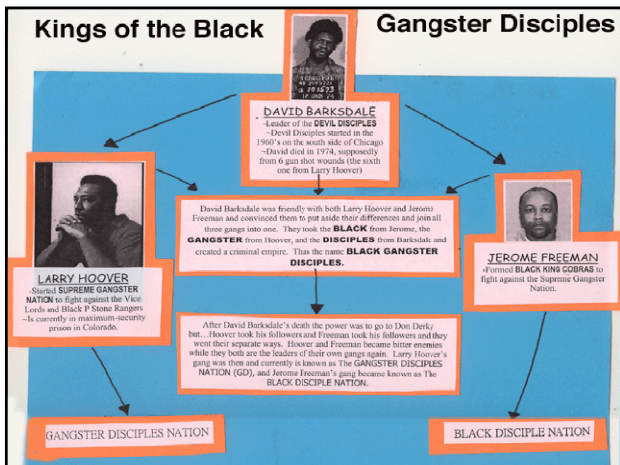 Kings of the Black
Gangster Disciples
DAVID BARKSDALE
-Leader of the DEVIL DISCIPLES
~Devil Disciples started in the
1960's on the south side of Chicago
~David died in 1974, supposedly
from 6 gun shot wounds (the sixth
one from Larry Hoover)
David Barksdale was friendly with both Larry Hoover and Jerome
Freeman and convinced them to put aside their differences and join all
three gangs into one. They took the BLACK from Jerome, the
GANGSTER from Hoover, and the DISCIPLES from Barksdale and
created a criminal empire. Thus the name BLACK GANGSTER
DISCIPLES.
LARRY HOOVER
-Started SUPREME GANGSTER
NATION to fight against the Vice
Lords and Black P Stone Rangers
~Is currently in maximum-security
prison in Colorado.
JEROME FREEMAN
-Formed BLACK KING COBRAS to
fight against the Supreme Gangster
Nation.
After David Barksdale's death the power was to go to Don Derky
but...Hoover took his followers and Freeman took his followers and they
went their separate ways. Hoover and Freeman became bitter enemies
while they both are the leaders of their own gangs again. Larry Hoover's
gang was then and currently is known as The GANGSTER DISCIPLES
NATION (GD), and Jerome Freeman's gang became known as The
BLACK DISCIPLE NATION.
GANGSTER DISCIPLES NATION
BLACK DISCIPLE NATION